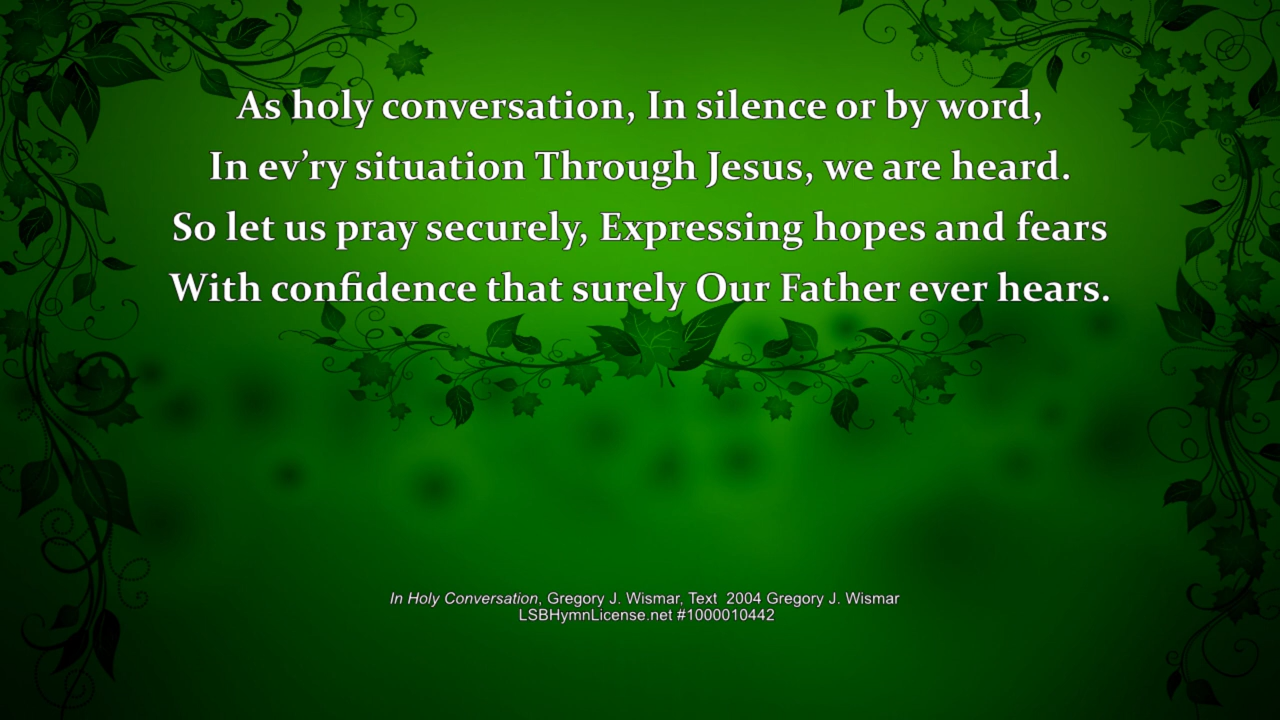 As holy conversation, In silence or by word,
In ev’ry situation Through Jesus, we are heard.
So let us pray securely, Expressing hopes and fears
With confidence that surely Our Father ever hears.
In Holy Conversation, Gregory J. Wismar, Text  2004 Gregory J. Wismar
LSBHymnLicense.net #1000010442